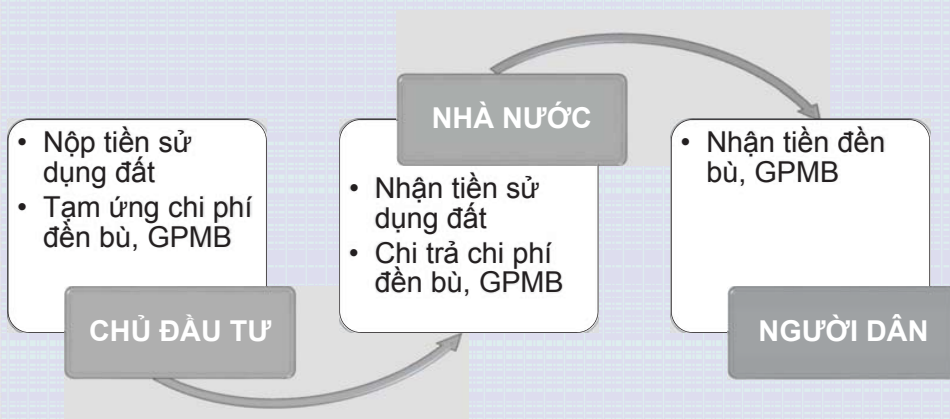 • Nộp tiền sử
dụng đất
• Tạm ứng chi phí
đền bù, GPMB
CHỦ ĐẦU TƯ
NHÀ NƯỚC
• Nhận tiền sử
dụng đất
• Chi trả chi phí
đền bù, GPMB
• Nhận tiền đền
bù, GPMB
NGƯỜI DÂN